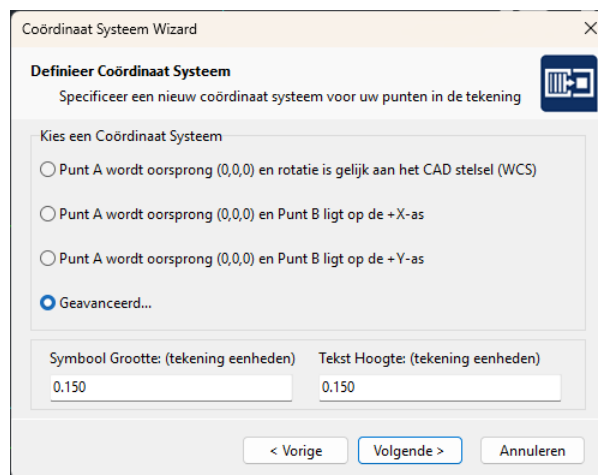 Coördinaat Systeem Wizard
Definieer Coördinaat Systeem
Specificeer een nieuw coördinaat systeem voor uw punten in de tekening
Kies een Coördinaat Systeem
Punt A wordt oorsprong (0,0,0) en rotatie is gelijk aan het CAD stelsel (WCS)
Punt A wordt oorsprong (0,0,0) en Punt B ligt op de +X-as
Punt A wordt oorsprong (0,0,0) en Punt B ligt op de +Y-as
Geavanceerd...
Symbool Grootte: (tekening eenheden) Tekst Hoogte: (tekening eenheden)
0.150 0.150
< Vorige Volgende > Annuleren